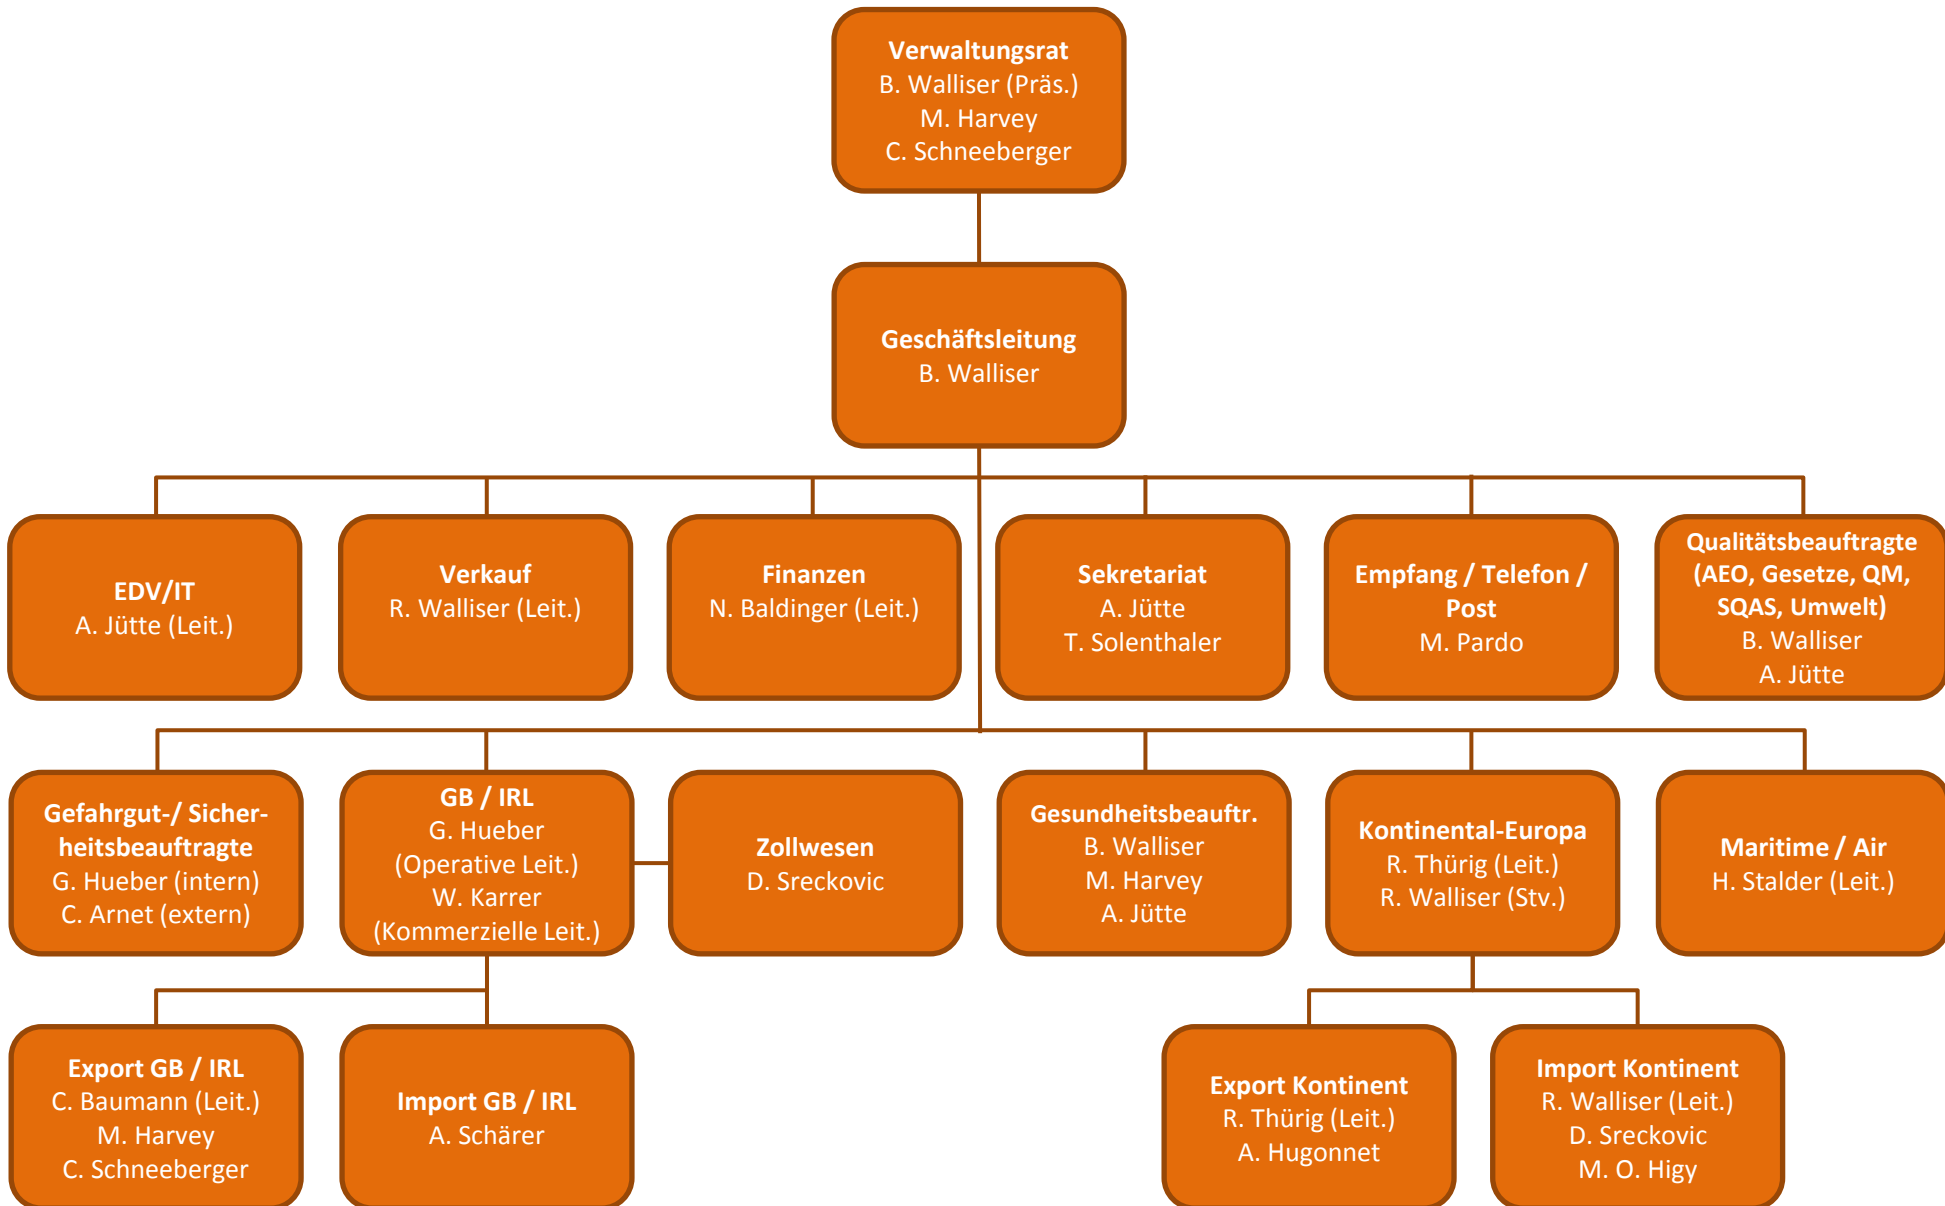 Verwaltungsrat
B. Walliser (Präs.)
M. Harvey
C. Schneeberger
Geschäftsleitung
B. Walliser
EDV/IT
A. Jütte (Leit.)
Verkauf
R. Walliser (Leit.)
Finanzen
N. Baldinger (Leit.)
Sekretariat
A. Jütte
T. Solenthaler
Empfang / Telefon /
Post
M. Pardo
Qualitätsbeauftragte
(AEO, Gesetze, QM,
SQAS, Umwelt)
B. Walliser
A. Jütte
Gefahrgut-/ Sicher-
heitsbeauftragte
G. Hueber (intern)
C. Arnet (extern)
GB / IRL
G. Hueber
(Operative Leit.)
W. Karrer
(Kommerzielle Leit.)
Zollwesen
D. Sreckovic
Gesundheitsbeauftr.
B. Walliser
M. Harvey
A. Jütte
Kontinental-Europa
R. Thürig (Leit.)
R. Walliser (Stv.)
Maritime / Air
H. Stalder (Leit.)
Export GB / IRL
C. Baumann (Leit.)
M. Harvey
C. Schneeberger
Import GB / IRL
A. Schärer
Export Kontinent
R. Thürig (Leit.)
A. Hugonnet
Import Kontinent
R. Walliser (Leit.)
D. Sreckovic
M. O. Higy